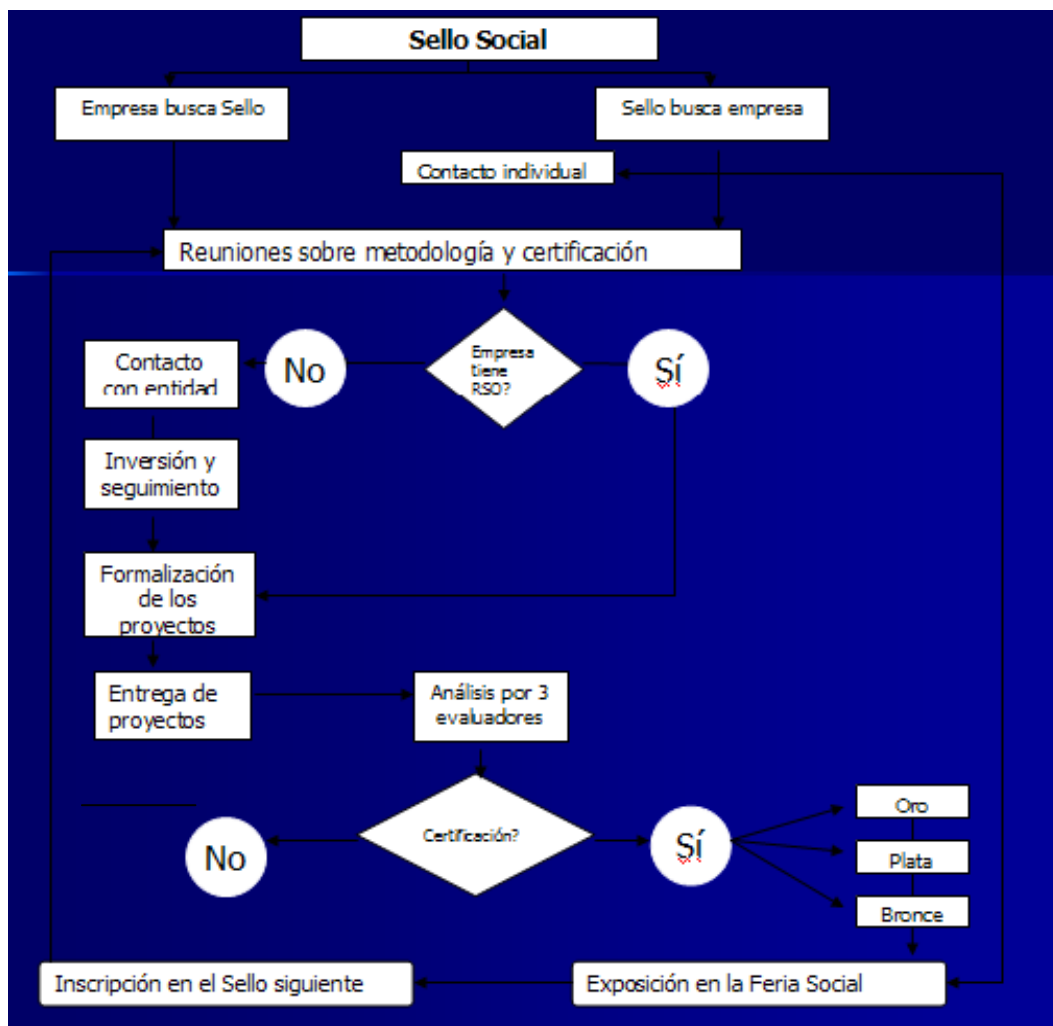 Sello Social
Empresa busca Sello
Sello busca empresa
Contacto individual
Reuniones sobre metodología y certificación
Empresa
tiene
RSO?
No
Sí
Contacto
con entidad
Inversión y
seguimiento
Formalización
de los
proyectos
Entrega de
proyectos
Análisis por 3
evaluadores
Certificación?
No
Sí
Oro
Plata
Bronce
Inscripción en el Sello siguiente
Exposición en la Feria Social